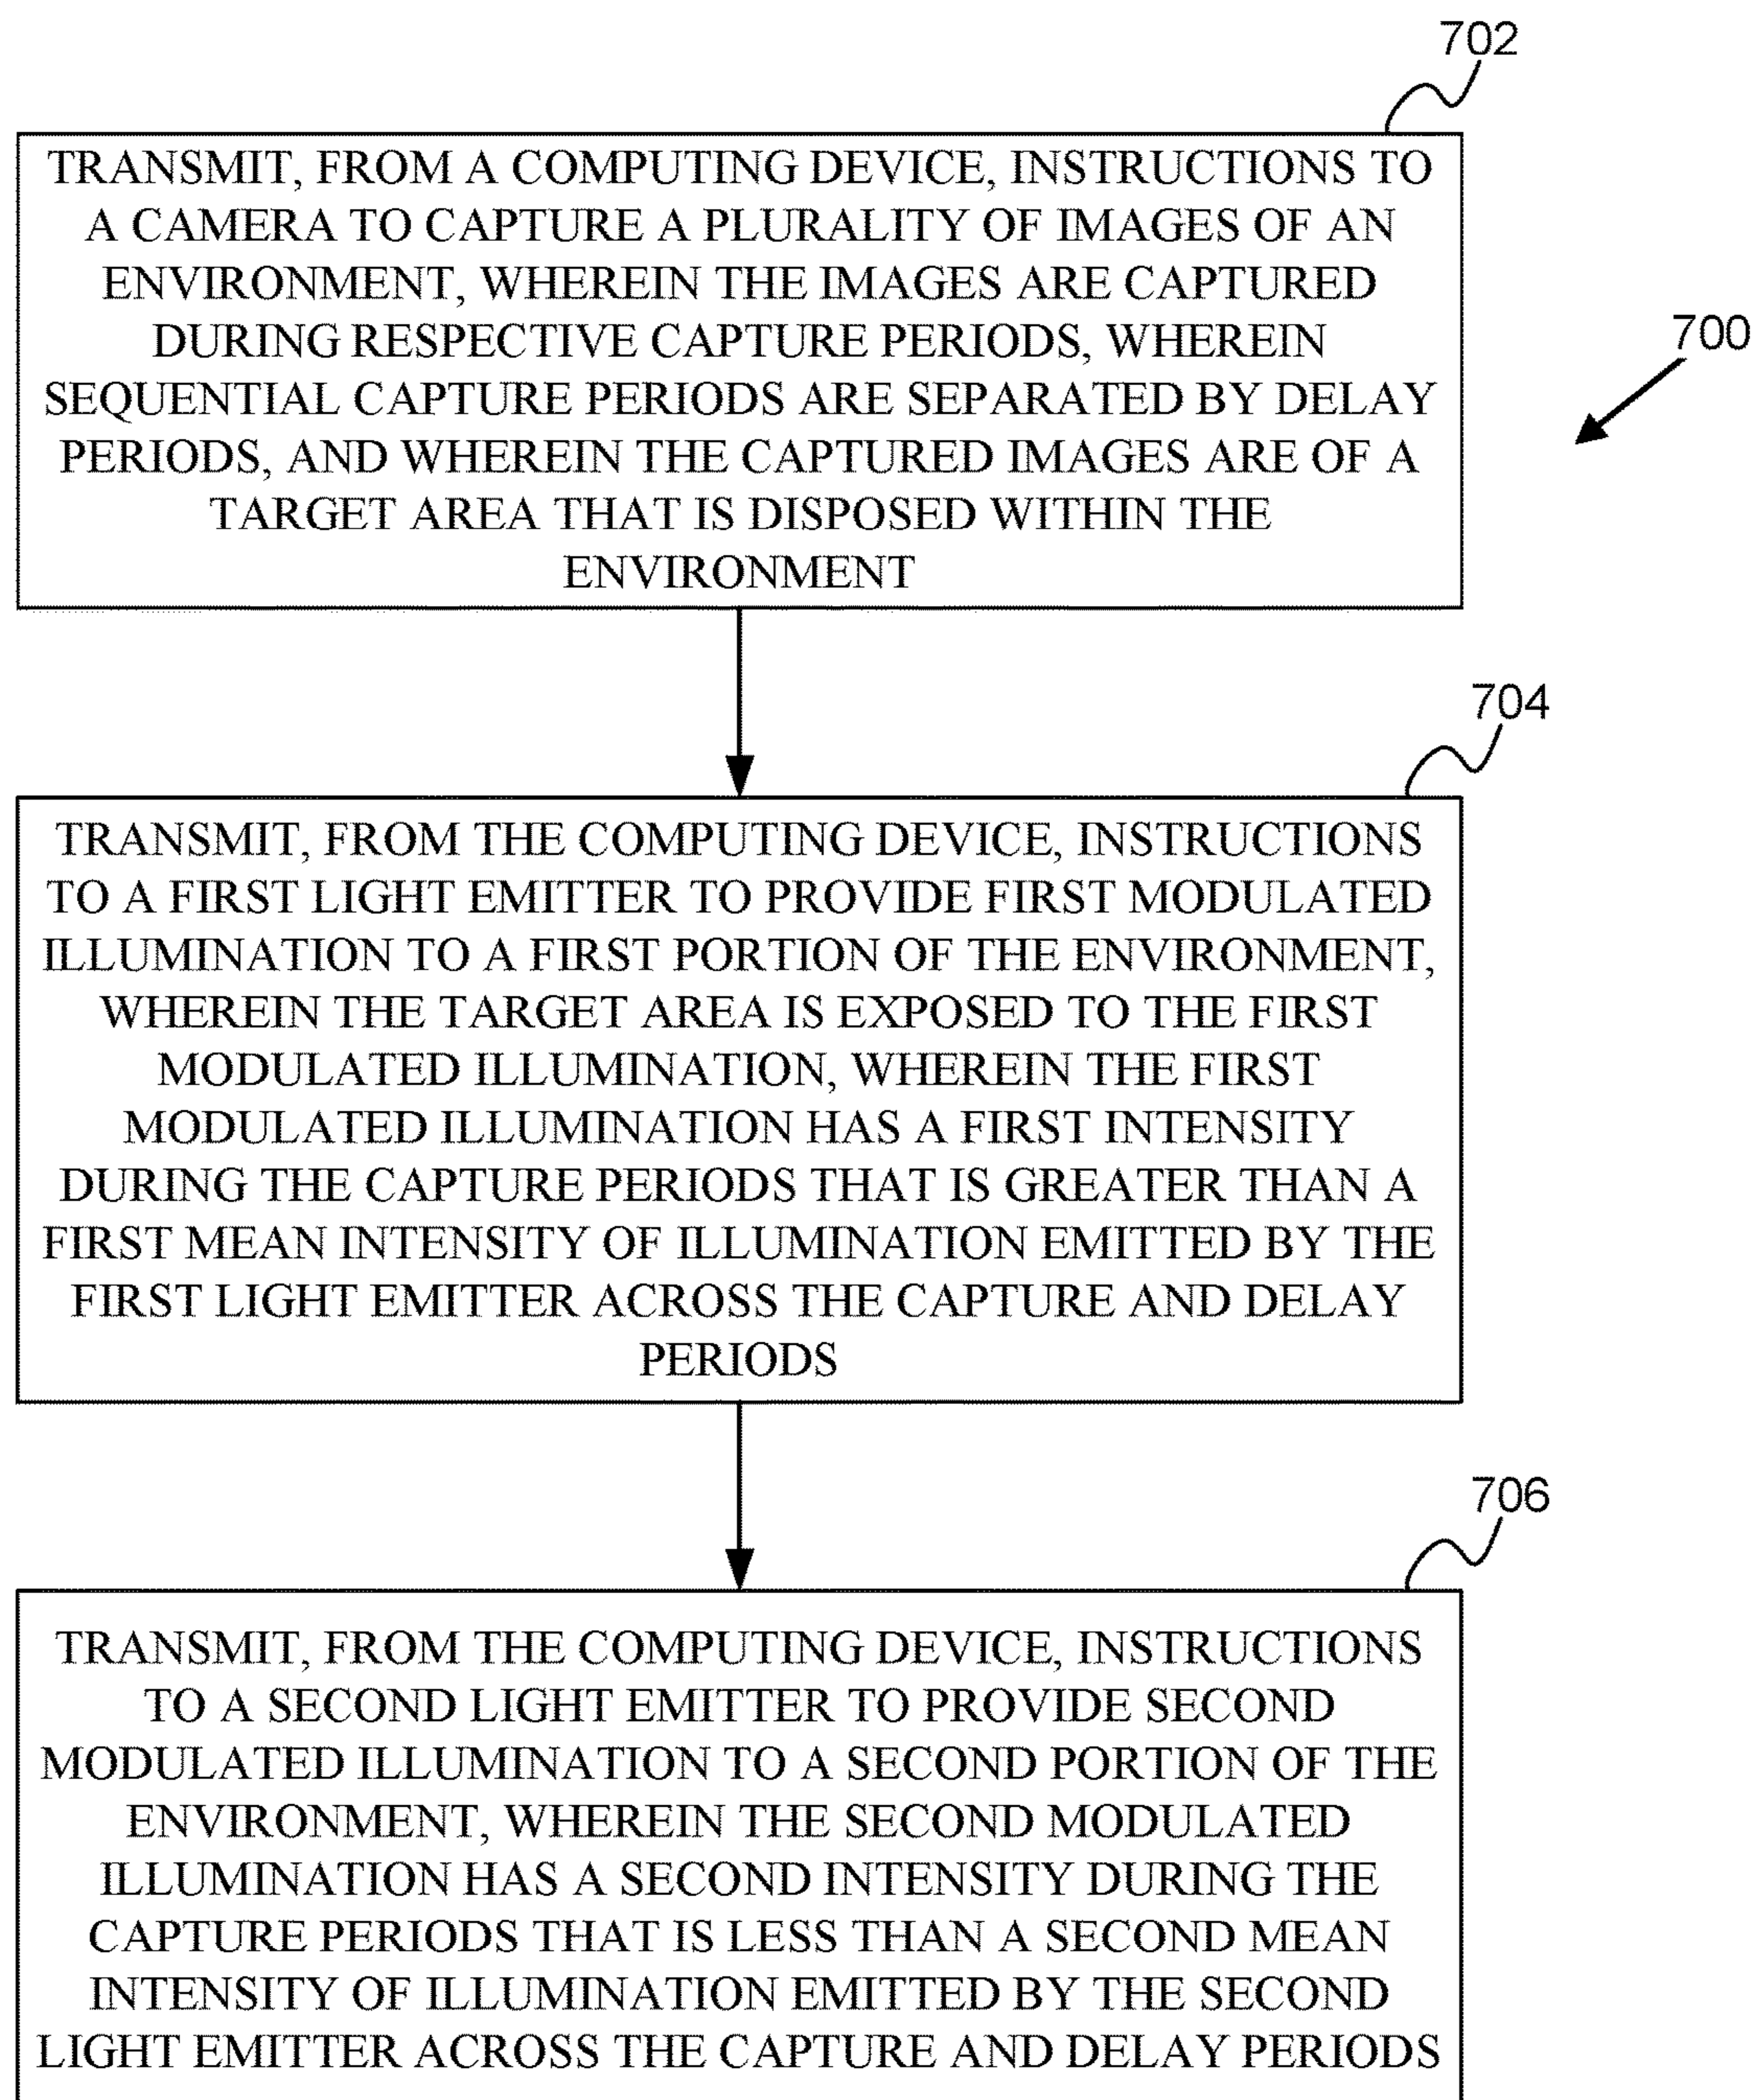 702
TRANSMIT, FROM A COMPUTING DEVICE, INSTRUCTIONS TO
A CAMERA TO CAPTURE A PLURALITY OF IMAGES OF AN
ENVIRONMENT, WHEREIN THE IMAGES ARE CAPTURED
DURING RESPECTIVE CAPTURE PERIODS, WHEREIN
SEQUENTIAL CAPTURE PERIODS ARE SEPARATED BY DELAY
PERIODS, AND WHEREIN THE CAPTURED IMAGES ARE OF A
TARGET AREA THAT IS DISPOSED WITHIN THE
ENVIRONMENT
700
704
TRANSMIT, FROM THE COMPUTING DEVICE, INSTRUCTIONS
TO A FIRST LIGHT EMITTER TO PROVIDE FIRST MODULATED
ILLUMINATION TO A FIRST PORTION OF THE ENVIRONMENT,
WHEREIN THE TARGET AREA IS EXPOSED TO THE FIRST
MODULATED ILLUMINATION, WHEREIN THE FIRST
MODULATED ILLUMINATION HAS A FIRST INTENSITY
DURING THE CAPTURE PERIODS THAT IS GREATER THAN A
FIRST MEAN INTENSITY OF ILLUMINATION EMITTED BY THE
FIRST LIGHT EMITTER ACROSS THE CAPTURE AND DELAY
PERIODS
706
TRANSMIT, FROM THE COMPUTING DEVICE, INSTRUCTIONS
TO A SECOND LIGHT EMITTER TO PROVIDE SECOND
MODULATED ILLUMINATION TO A SECOND PORTION OF THE
ENVIRONMENT, WHEREIN THE SECOND MODULATED
ILLUMINATION HAS A SECOND INTENSITY DURING THE
CAPTURE PERIODS THAT IS LESS THAN A SECOND MEAN
INTENSITY OF ILLUMINATION EMITTED BY THE SECOND
LIGHT EMITTER ACROSS THE CAPTURE AND DELAY PERIODS